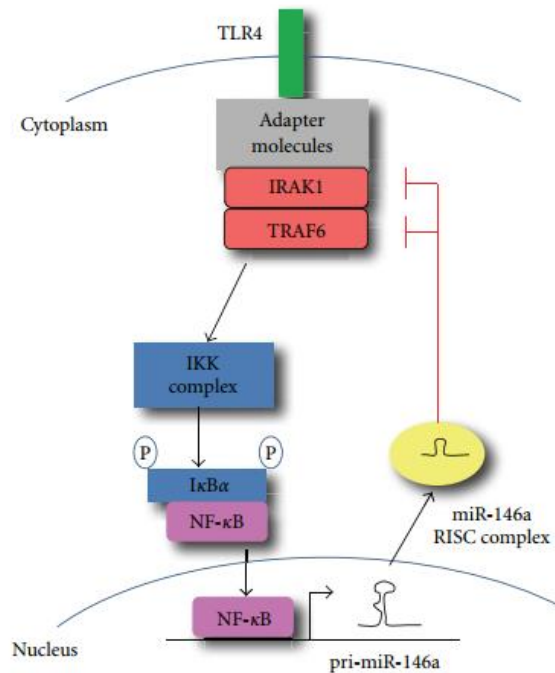 TLR4
Cytoplasm
Adapter
molecules
IRAK1
TRAF6
IKK
complex
P
P
IκBα
NF-κB
miR-146a
RISC complex
NF-κB
Nucleus
pri-miR-146a